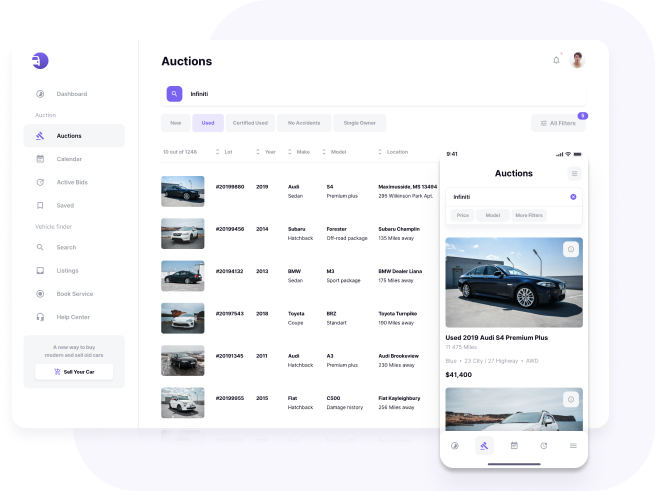 Auctions
Dashboard
Auction
Auctions
Calendar
Active Bids
Saved
Vehicle finder
Search
Listings
Book Service
Help Center
A new way to buy
modern and sell old cars
Sell Your Car
Infiniti
New Used Certified Used No Accidents Single Owner All Filters
10 out of 1248 Lot Year Make Model Location
#20199880 2019 Audi S4 Maximusside, MS 13494
Sedan Premium plus 295 Wilkinson Park Apt.
#20199456 2014 Subaru Forester Subaru Champlin
Hatchback Off-road package 135 Miles away
#20194132 2013 BMW M3 BMW Dealer Liana
Sedan Sport package 175 Miles away
#20197543 2018 Toyota BRZ Toyota Turnpike
Coupe Standart 190 Miles away
#20191345 2011 Audi A3 Audi Brookeview
Hatchback Premium plus 230 Miles away
#20199955 2015 Fiat C500 Fiat Kayleighbury
Hatchback Damage history 256 Miles away
9:41
Auctions
Infiniti
Price Model More Filters
Used 2019 Audi S4 Premium Plus
11 475 Miles
Blue • 23 City / 27 Highway • AWD
$41,400